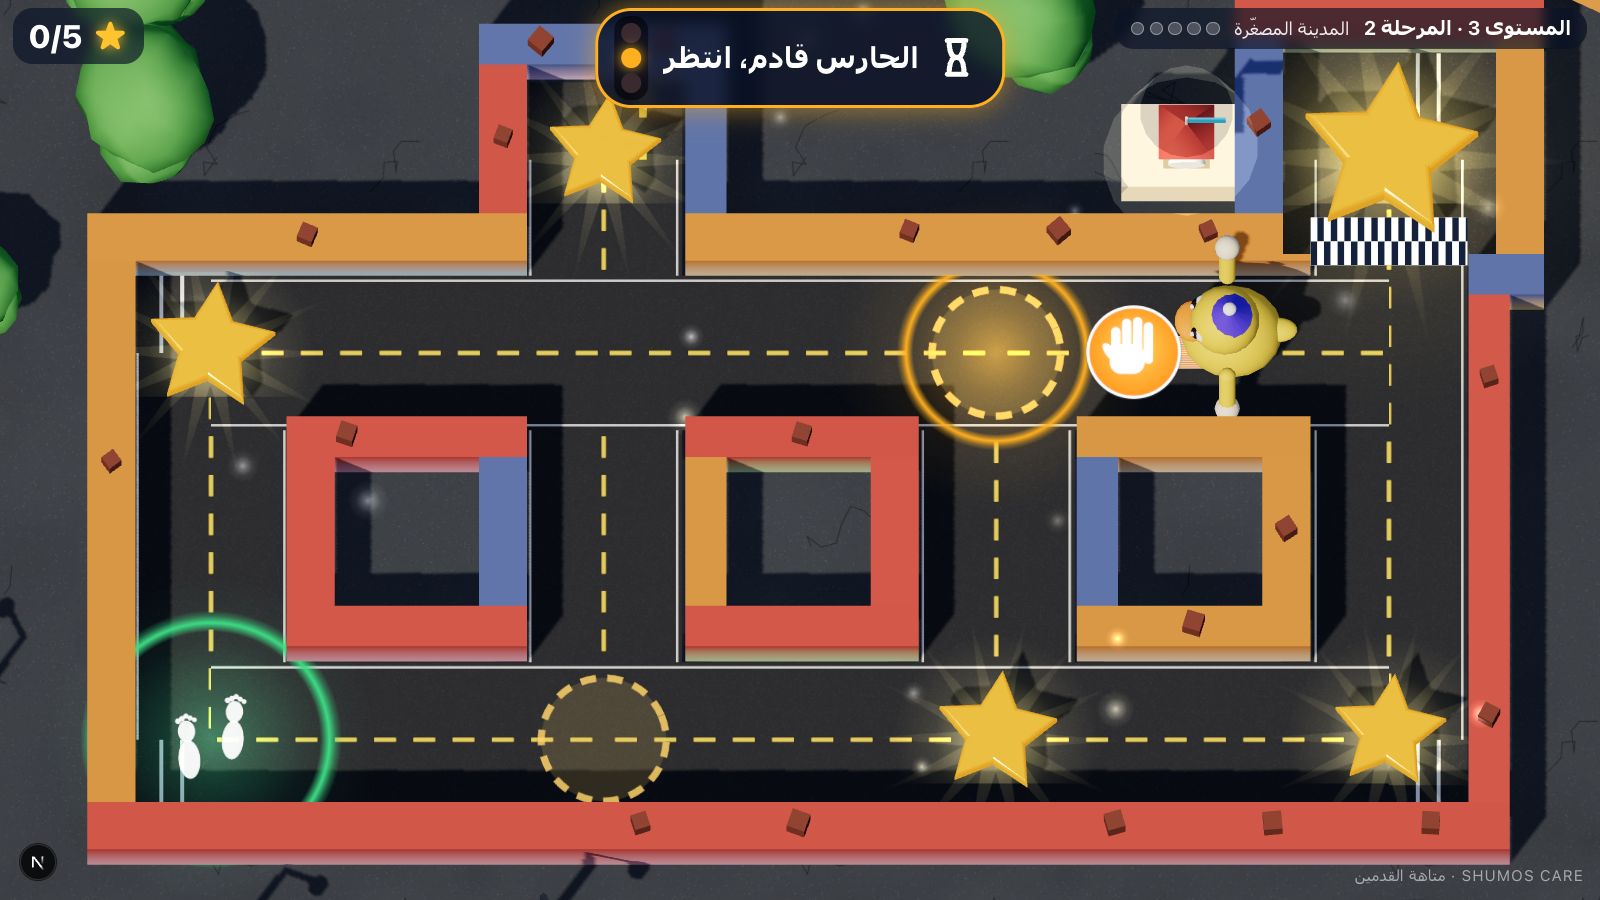 0/5
الحارس قادم، انتظر
المستوى 3 · المرحلة 2 المدينة المصغّرة
N
متاهة القدمين · SHUMOS CARE